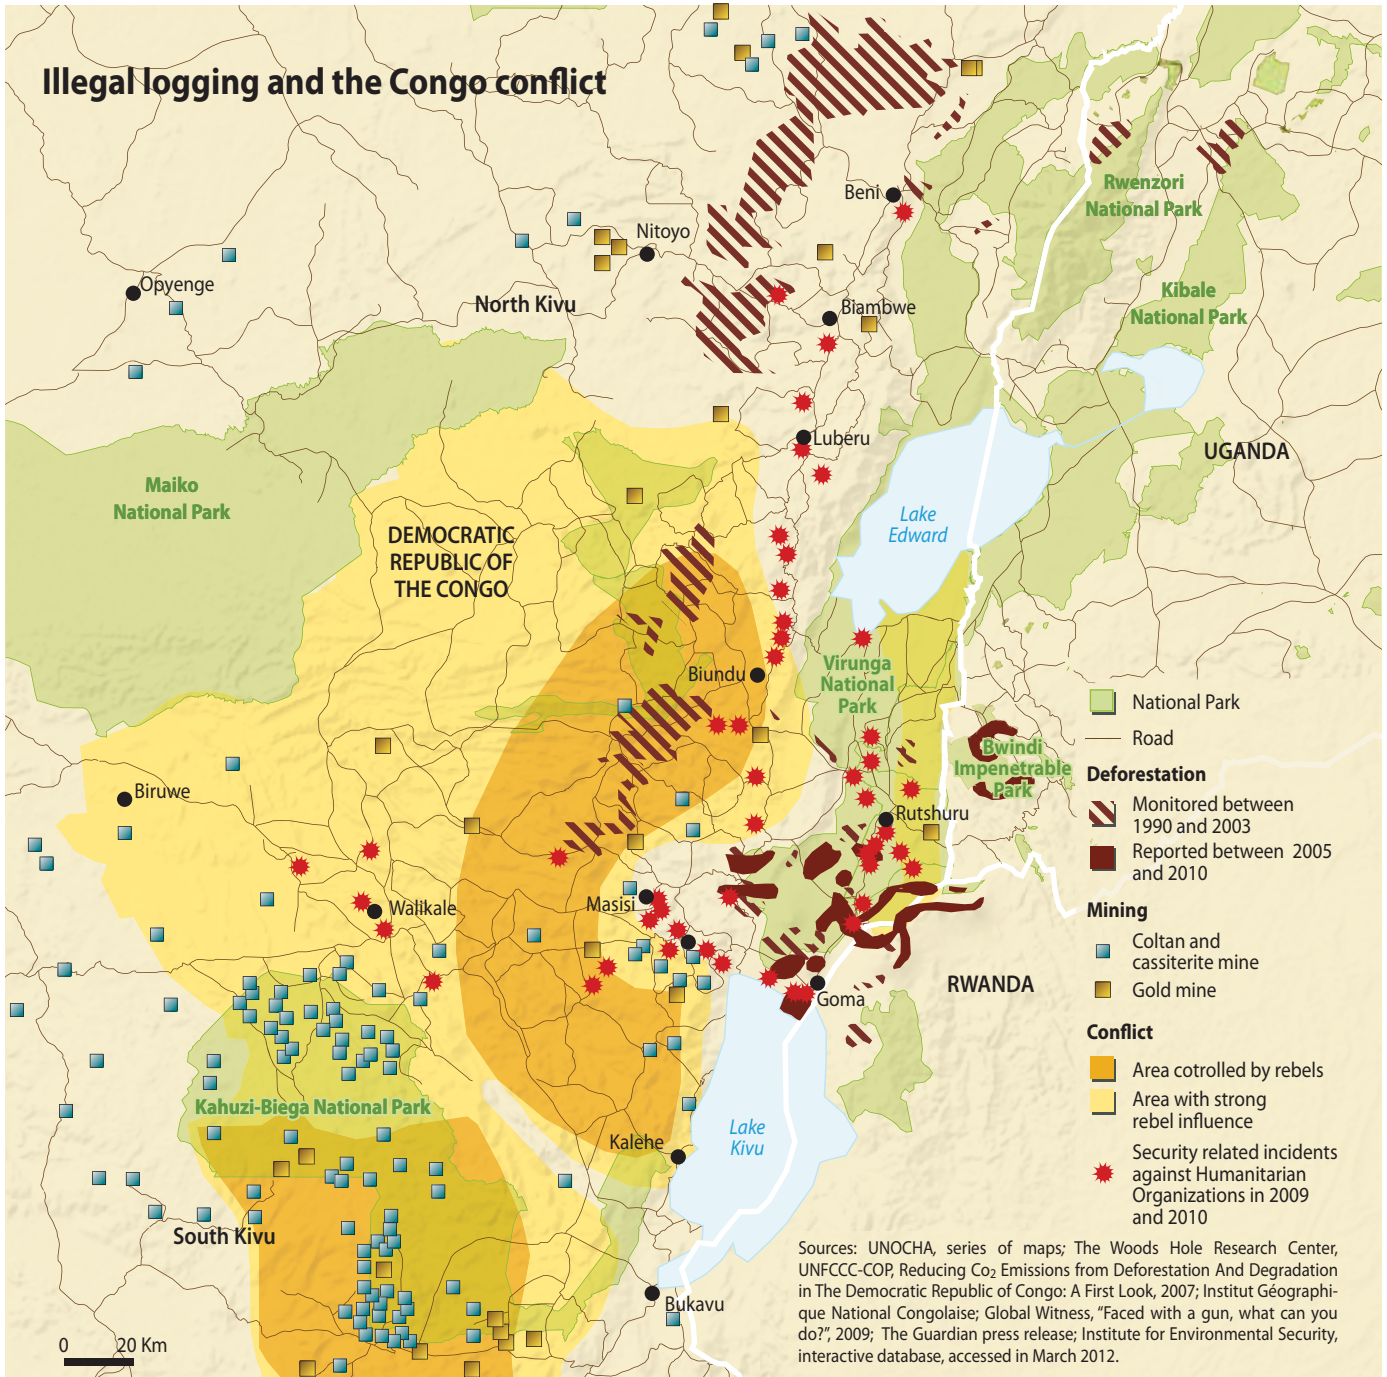 Illegal logging and the Congo conflict
Beni
Rwenzori
National Park
Nitoyo
Opyenge
North Kivu
Biambwe
Kibale
National Park
Luberu
UGANDA
Maiko
National Park
Lake
Edward
DEMOCRATIC
REPUBLIC OF
THE CONGO
Biundu
Virunga
National
Park
Bwindi
Impenetrable
Park
Biruwe
Rutshuru
Masisi
Walikale
Goma
RWANDA
Kahuzi-Biega National Park
Lake
Kivu
Kalehe
South Kivu
Bukavu
0 20 Km
National Park
Road
Deforestation
Monitored between
1990 and 2003
Reported between 2005
and 2010
Mining
Coltan and
cassiterite mine
Gold mine
Conflict
Area cotrolled by rebels
Area with strong
rebel influence
Security related incidents
against Humanitarian
Organizations in 2009
and 2010
Sources: UNOCHA, series of maps; The Woods Hole Research Center,
UNFCCC-COP, Reducing Co2 Emissions from Deforestation And Degradation
in The Democratic Republic of Congo: A First Look, 2007; Institut Géographi-
que National Congolaise; Global Witness, “Faced with a gun, what can you
do?”, 2009; The Guardian press release; Institute for Environmental Security,
interactive database, accessed in March 2012.